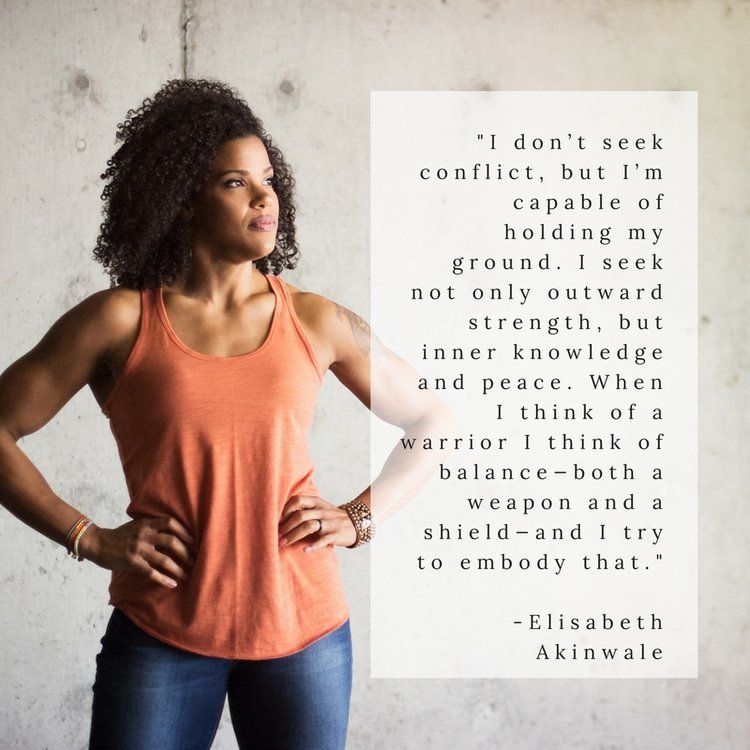 "I don’t seek
conflict, but I’m
capable of
holding my
ground. I seek
not only outward
strength, but
inner knowledge
and peace. When
I think of a
warrior I think of
balance—both a
weapon and a
shield—and I try
to embody that."
-Elisabeth
Akinwale